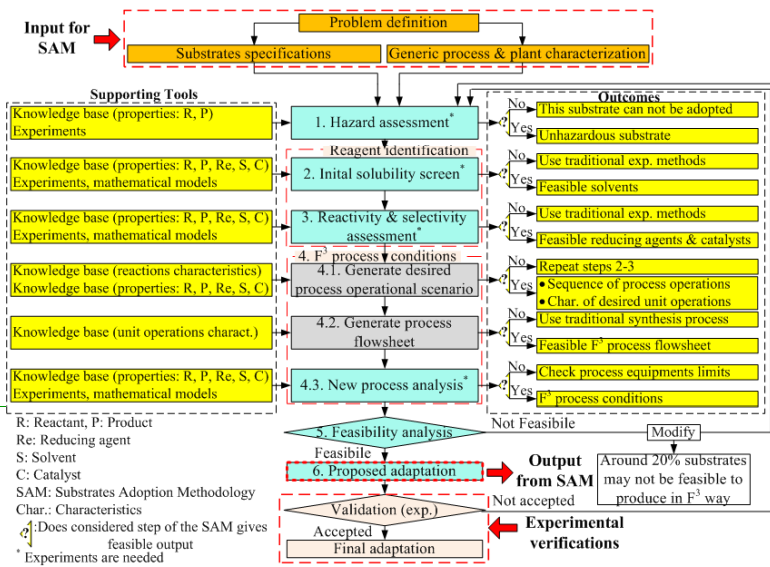 Input for
SAM
Problem definition
Substrates specifications
Generic process & plant characterization
Supporting Tools
Outcomes
Knowledge base (properties: R, P)
Experiments
1. Hazard assessment*
?
No
This substrate can not be adopted
Yes
Unhazardous substrate
Reagent identification
Knowledge base (properties: R, P, Re, S, C)
Experiments, mathematical models
2. Inital solubility screen*
?
No
Use traditional exp. methods
Yes
Feasible solvents
Knowledge base (properties: R, P, Re, S, C)
Experiments, mathematical models
3. Reactivity & selectivity
assessment*
?
No
Use traditional exp. methods
Yes
Feasible reducing agents & catalysts
4. F³ process conditions
Knowledge base (reactions characteristics)
Knowledge base (properties: R, P, Re, S, C)
4.1. Generate desired
process operational scenario
?
No
Repeat steps 2-3
Yes
● Sequence of process operations
● Char. of desired unit operations
Knowledge base (unit operations charact.)
4.2. Generate process
flowsheet
?
No
Use traditional synthesis process
Yes
Feasible F³ process flowsheet
Knowledge base (properties: R, P, Re, S, C)
Experiments, mathematical models
4.3. New process analysis*
?
No
Check process equipments limits
Yes
F³ process conditions
5. Feasibility analysis
Not Feasibile
Modify
Feasibile
6. Proposed adaptation
Output
from SAM
Around 20% substrates
may not be feasible to
produce in F³ way
Validation (exp.)
Not accepted
Accepted
Final adaptation
Experimental
verifications
R: Reactant, P: Product
Re: Reducing agent
S: Solvent
C: Catalyst
SAM: Substrates Adoption Methodology
Char.: Characteristics
? :Does considered step of the SAM gives
feasible output
* Experiments are needed